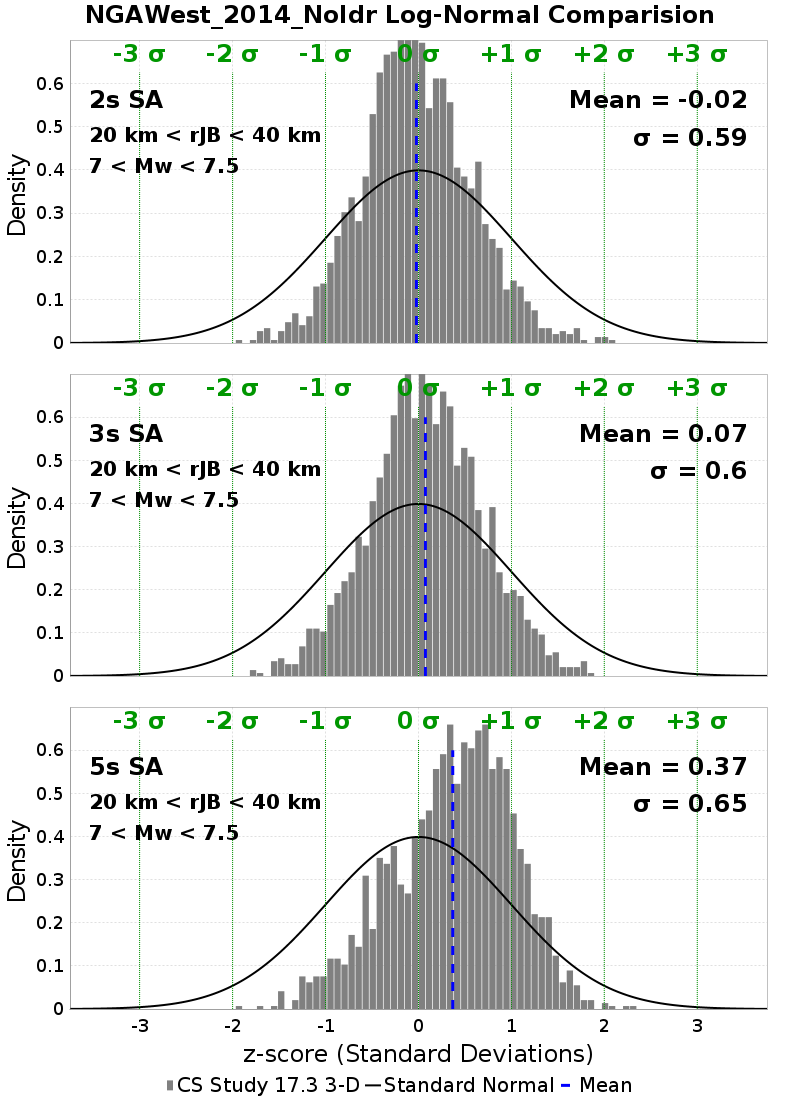 NGAWest_2014_NoIdr Log-Normal Comparision
-3 σ -2 σ -1 σ 0 σ +1 σ +2 σ +3 σ
2s SA
20 km < rJB < 40 km
7 < Mw < 7.5
Mean = -0.02
σ = 0.59
Density
0.6
0.5
0.4
0.3
0.2
0.1
0
-3 σ -2 σ -1 σ 0 σ +1 σ +2 σ +3 σ
3s SA
20 km < rJB < 40 km
7 < Mw < 7.5
Mean = 0.07
σ = 0.6
Density
0.6
0.5
0.4
0.3
0.2
0.1
0
-3 σ -2 σ -1 σ 0 σ +1 σ +2 σ +3 σ
5s SA
20 km < rJB < 40 km
7 < Mw < 7.5
Mean = 0.37
σ = 0.65
Density
0.6
0.5
0.4
0.3
0.2
0.1
0
-3 -2 -1 0 1 2 3
z-score (Standard Deviations)
CS Study 17.3 3-D Standard Normal Mean